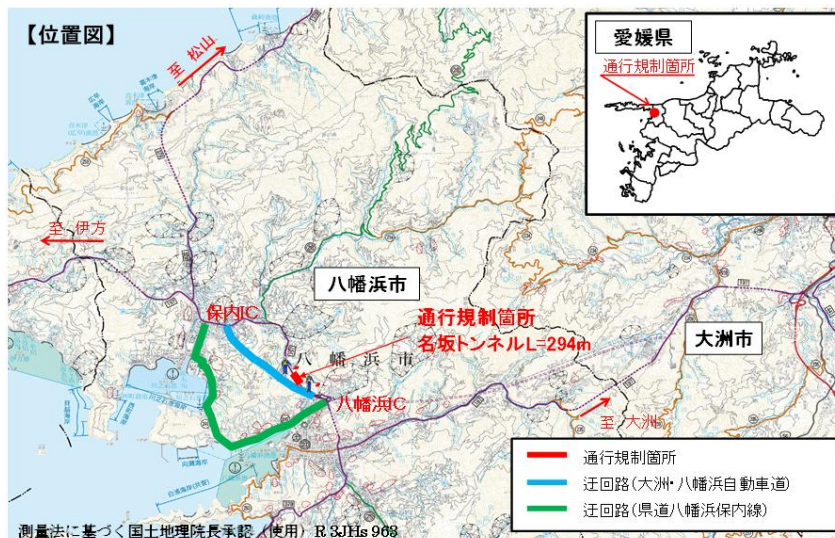 【位置図】
至 松山
愛媛県
通行規制箇所
至 伊方
八幡浜市
保内IC
通行規制箇所
名坂トンネルL=294m
八幡浜市
大洲市
八幡浜IC
至 大洲
通行規制箇所
迂回路(大洲・八幡浜自動車道)
迂回路(県道八幡浜保内線)
測量法に基づく国土地理院長承認(使用)R 3JHs 963